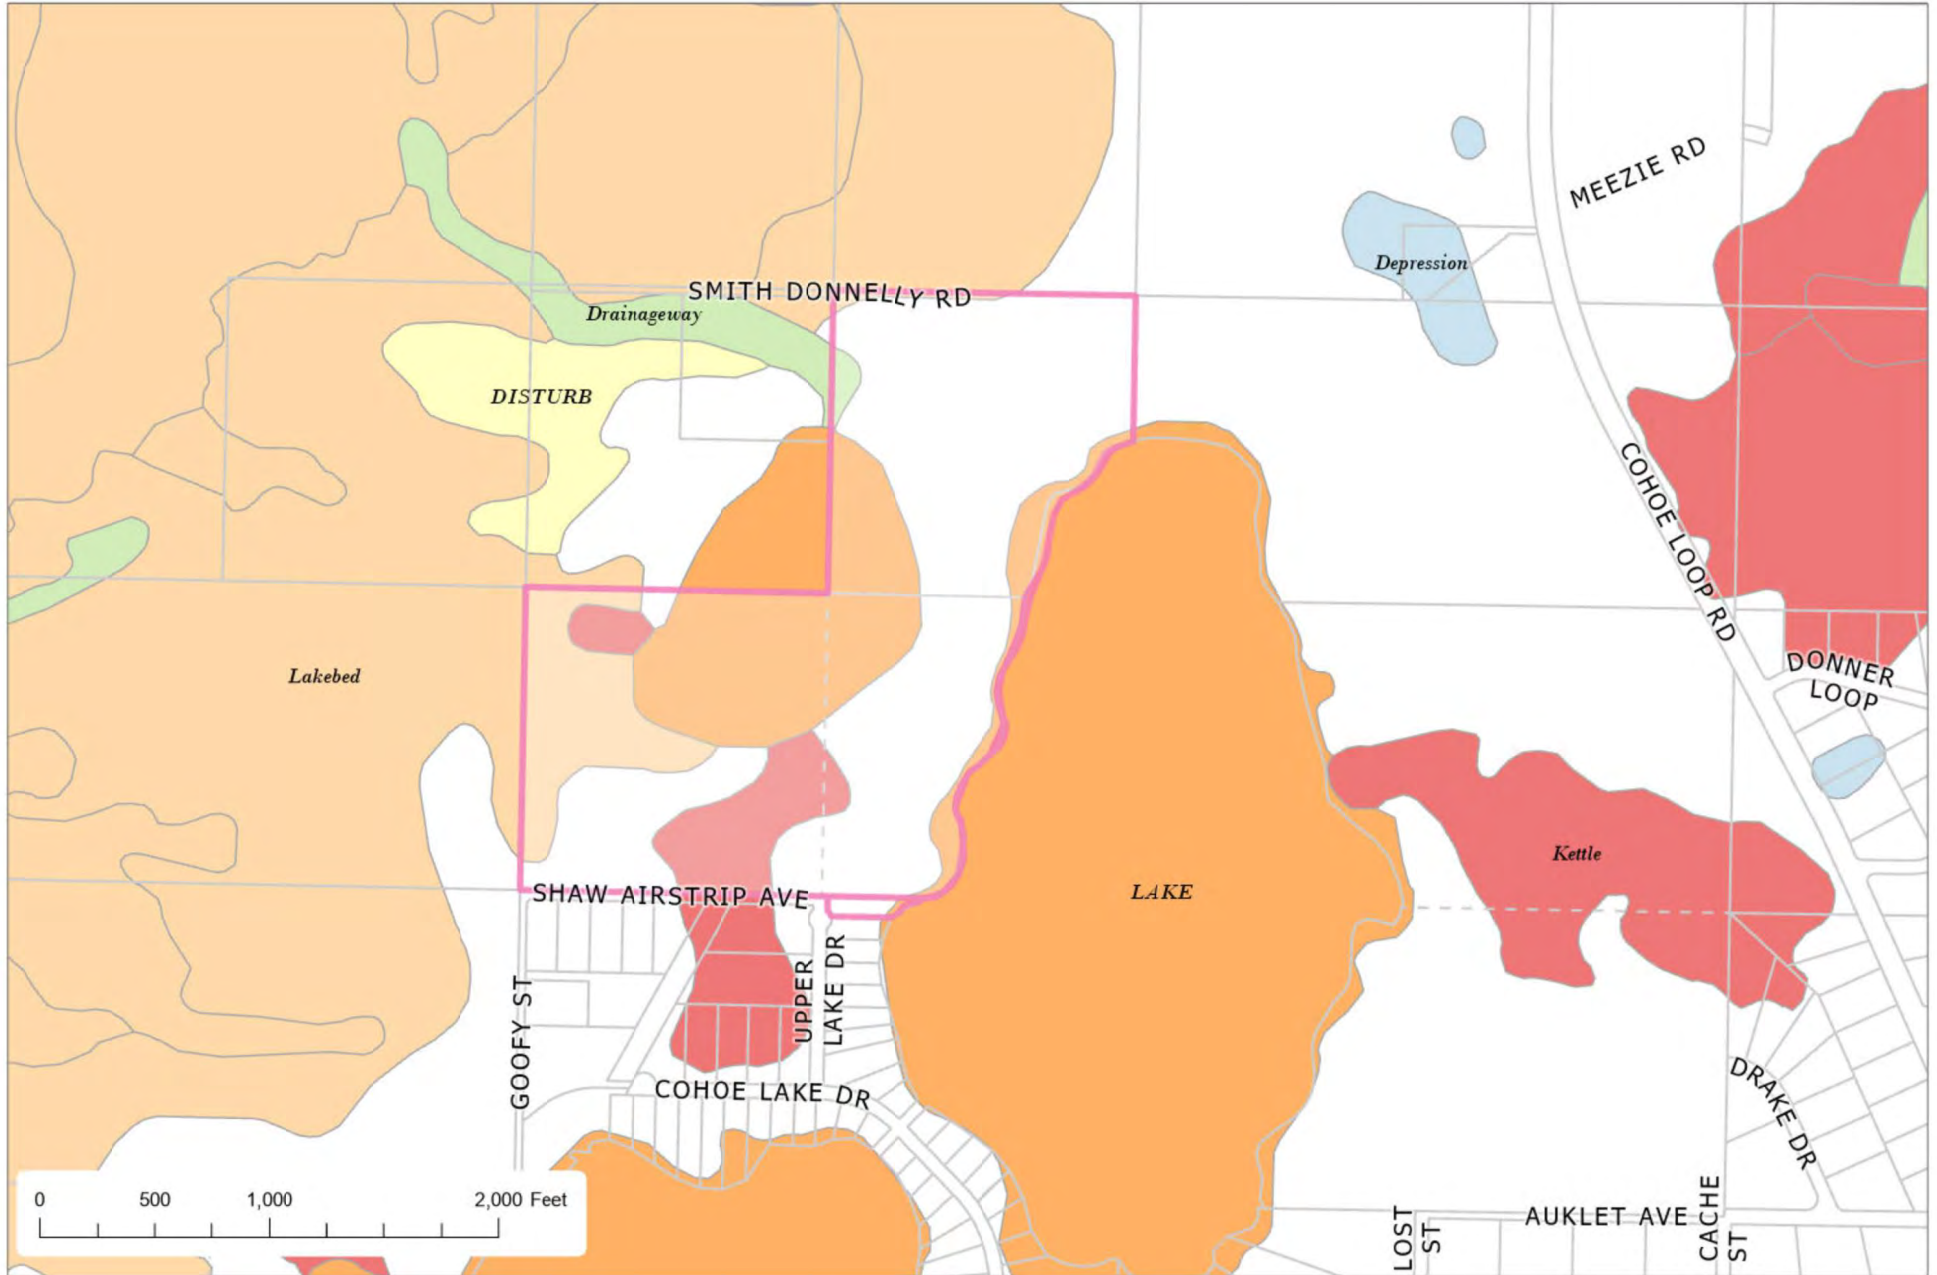 MEEZIE RD
Depression
SMITH DONNELLY RD
Drainageway
DISTURB
COHOE LOOP RD
Lakebed
DONNER
LOOP
Kettle
LAKE
SHAW AIRSTRIP AVE
UPPER
LAKE DR
GOOFY ST
COHOE LAKE DR
DRAKE DR
0 500 1,000 2,000 Feet
LOST
ST
AUKLET AVE
CACHE
ST